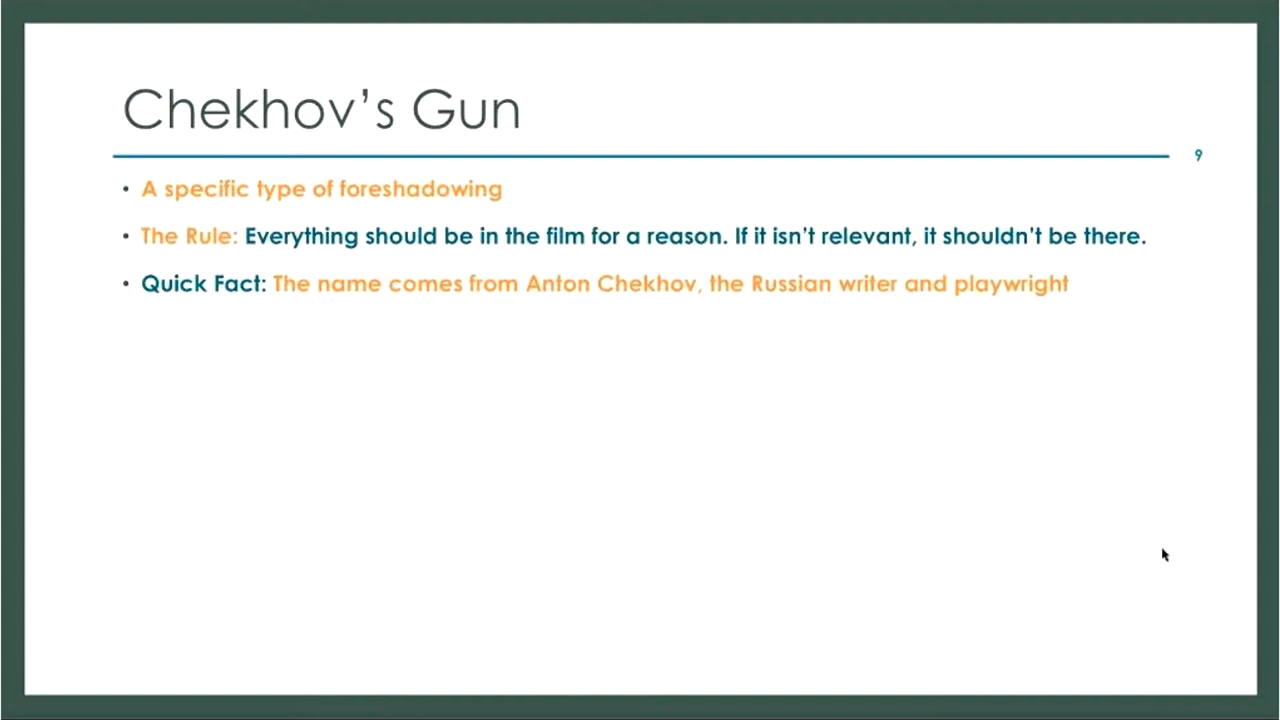 Chekhov’s Gun
9
• A specific type of foreshadowing
• The Rule: Everything should be in the film for a reason. If it isn’t relevant, it shouldn’t be there.
• Quick Fact: The name comes from Anton Chekhov, the Russian writer and playwright